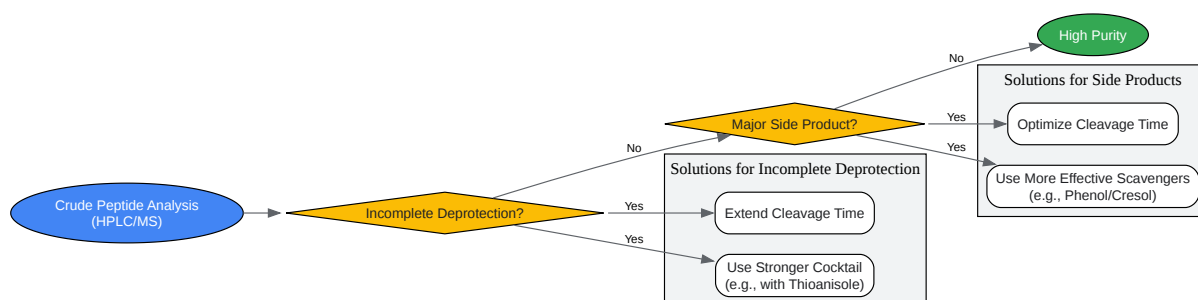 Crude Peptide Analysis
(HPLC/MS)
Incomplete Deprotection?
No
Yes
Yes
Solutions for Incomplete Deprotection
Extend Cleavage Time
Use Stronger Cocktail
(e.g., with Thioanisole)
Major Side Product?
No
Yes
Yes
High Purity
Solutions for Side Products
Optimize Cleavage Time
Use More Effective Scavengers
(e.g., Phenol/Cresol)